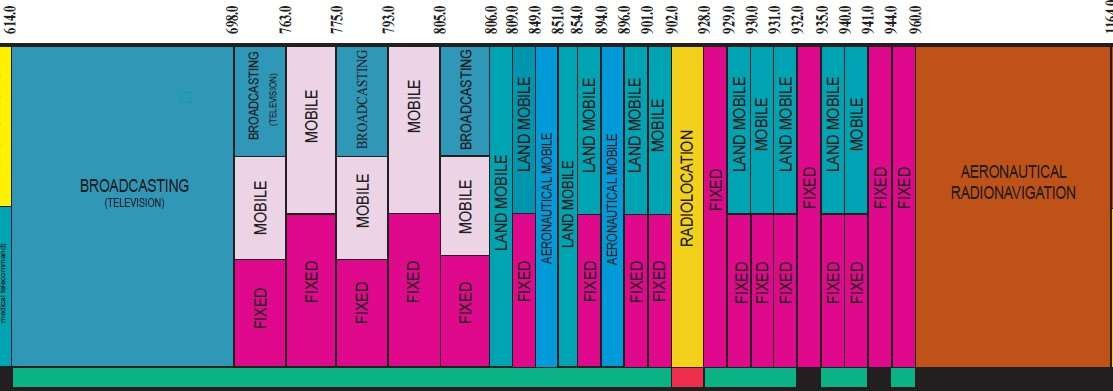 614.0
698.0
763.0
775.0
793.0
805.0
806.0
809.0
849.0
851.0
854.0
894.0
896.0
901.0
902.0
928.0
929.0
930.0
931.0
932.0
935.0
940.0
941.0
944.0
960.0
1164.0
medical telecommand)
BROADCASTING
(TELEVISION)
BROADCASTING
(TELEVISION)
MOBILE
FIXED
MOBILE
FIXED
BROADCASTING
MOBILE
FIXED
MOBILE
FIXED
BROADCASTING
MOBILE
FIXED
LAND MOBILE
LAND MOBILE
FIXED
AERONAUTICAL MOBILE
LAND MOBILE
LAND MOBILE
FIXED
AERONAUTICAL MOBILE
LAND MOBILE
FIXED
MOBILE
FIXED
RADIOLOCATION
FIXED
LAND MOBILE
FIXED
MOBILE
FIXED
LAND MOBILE
FIXED
FIXED
LAND MOBILE
FIXED
MOBILE
FIXED
FIXED
FIXED
AERONAUTICAL
RADIONAVIGATION